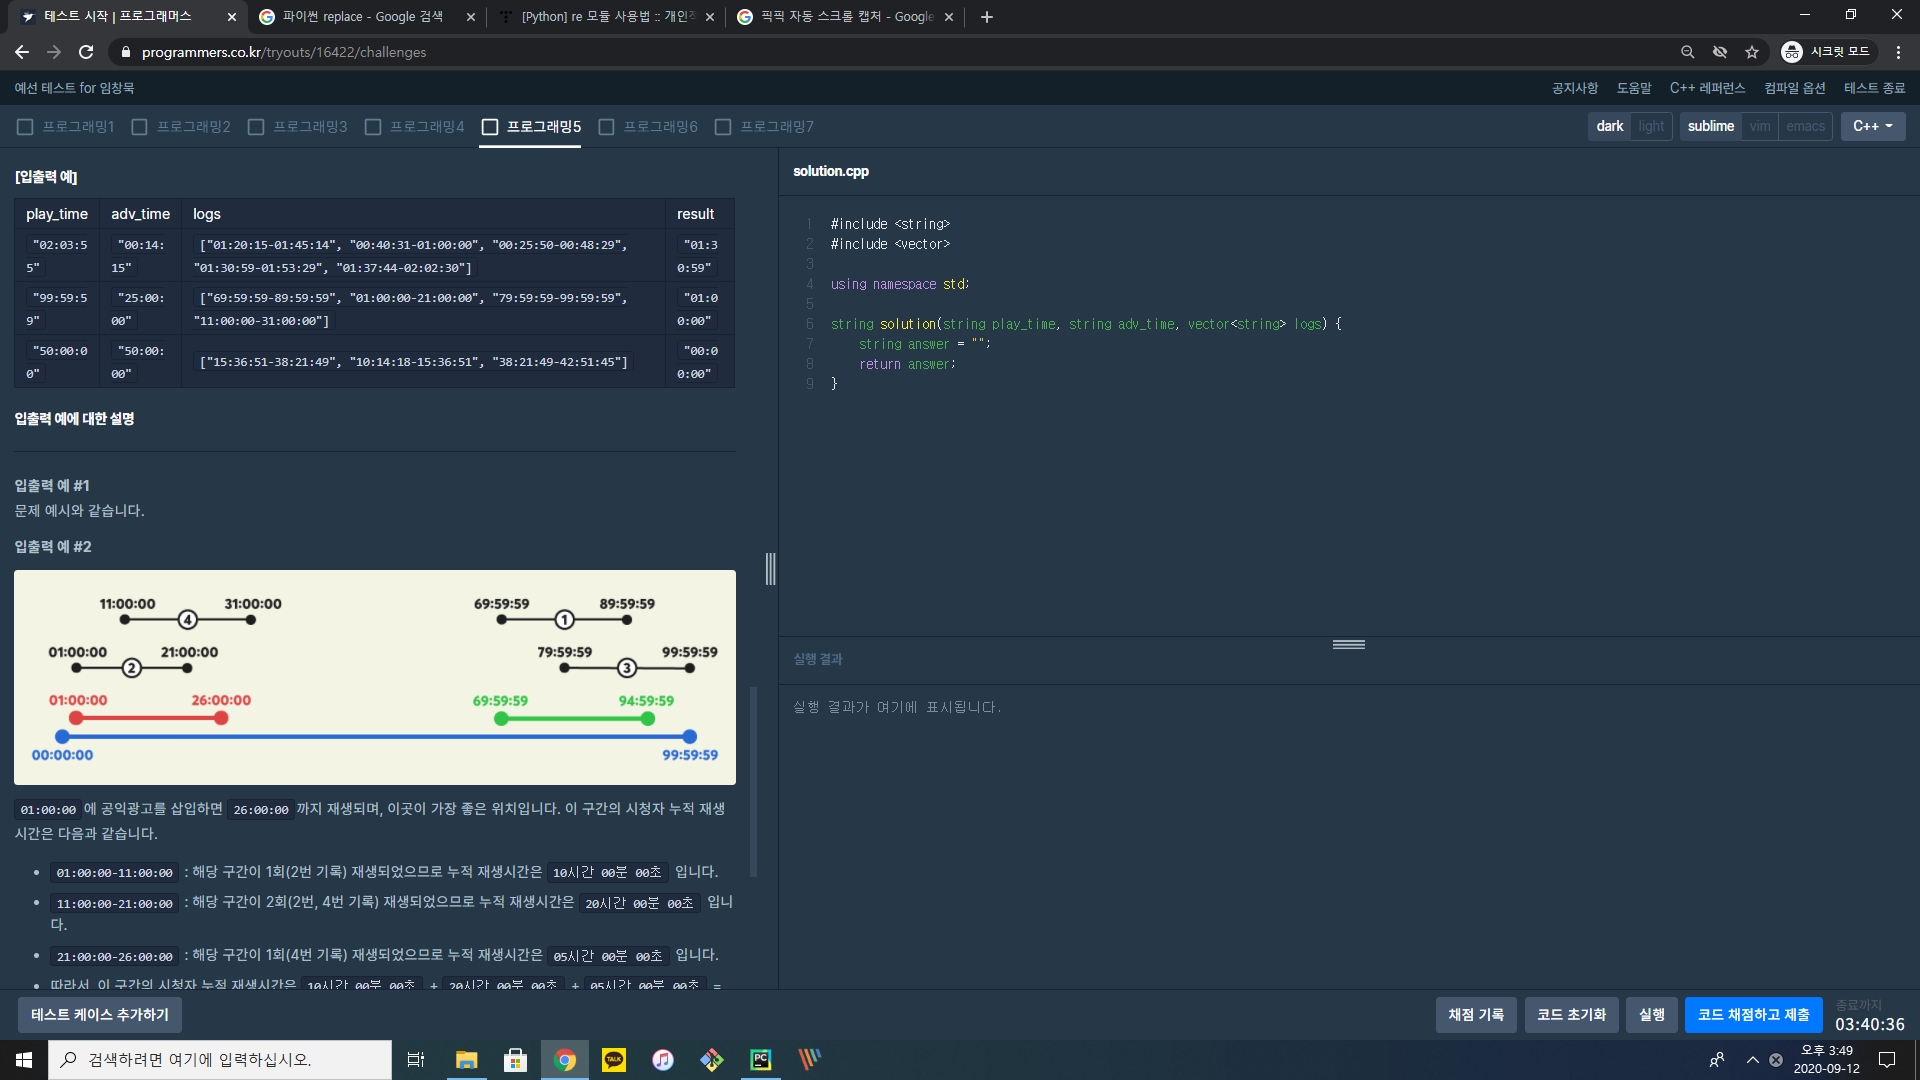 테스트 시작 | 프로그래머스
파이썬 replace - Google 검색
[Python] re 모듈 사용법 :: 개인적
픽픽 자동 스크롤 캡처 - Google
programmers.co.kr/tryouts/16422/challenges
시크릿 모드
예선 테스트 for 임창묵
공지사항 도움말 C++ 레퍼런스 컴파일 옵션 테스트 종료
프로그래밍1 프로그래밍2 프로그래밍3 프로그래밍4 프로그래밍5 프로그래밍6 프로그래밍7
dark light sublime vim emacs C++
[입출력 예]
play_time adv_time logs result
"02:03:5 "00:14: ["01:20:15-01:45:14", "00:40:31-01:00:00", "00:25:50-00:48:29", "01:3
5" 15" "01:30:59-01:53:29", "01:37:44-02:02:30"] 0:59"
"99:59:5 "25:00: ["69:59:59-89:59:59", "01:00:00-21:00:00", "79:59:59-99:59:59", "01:0
9" 00" "11:00:00-31:00:00"] 0:00"
"50:00:0 "50:00: ["15:36:51-38:21:49", "10:14:18-15:36:51", "38:21:49-42:51:45"] "00:0
0" 00" 0:00"
입출력 예에 대한 설명
입출력 예 #1
문제 예시와 같습니다.
입출력 예 #2
11:00:00 31:00:00 69:59:59 89:59:59
4 1
01:00:00 21:00:00 79:59:59 99:59:59
2 3
01:00:00 26:00:00 69:59:59 94:59:59
00:00:00 99:59:59
01:00:00 에 공익광고를 삽입하면 26:00:00 까지 재생되며, 이곳이 가장 좋은 위치입니다. 이 구간의 시청자 누적 재생
시간은 다음과 같습니다.
• 01:00:00-11:00:00 : 해당 구간이 1회(2번 기록) 재생되었으므로 누적 재생시간은 10시간 00분 00초 입니다.
• 11:00:00-21:00:00 : 해당 구간이 2회(2번, 4번 기록) 재생되었으므로 누적 재생시간은 20시간 00분 00초 입니
다.
• 21:00:00-26:00:00 : 해당 구간이 1회(4번 기록) 재생되었으므로 누적 재생시간은 05시간 00분 00초 입니다.
• 따라서, 이 구간의 시청자 누적 재생시간은 10시간 00분 00초 + 20시간 00분 00초 + 05시간 00분 00초 =
solution.cpp
1 #include <string>
2 #include <vector>
3
4 using namespace std;
5
6 string solution(string play_time, string adv_time, vector<string> logs) {
7 string answer = "";
8 return answer;
9 }
실행 결과
실행 결과가 여기에 표시됩니다.
테스트 케이스 추가하기
채점 기록 코드 초기화 실행 코드 채점하고 제출
종료까지
03:40:36
검색하려면 여기에 입력하십시오.
TALK
PC
오후 3:49
2020-09-12